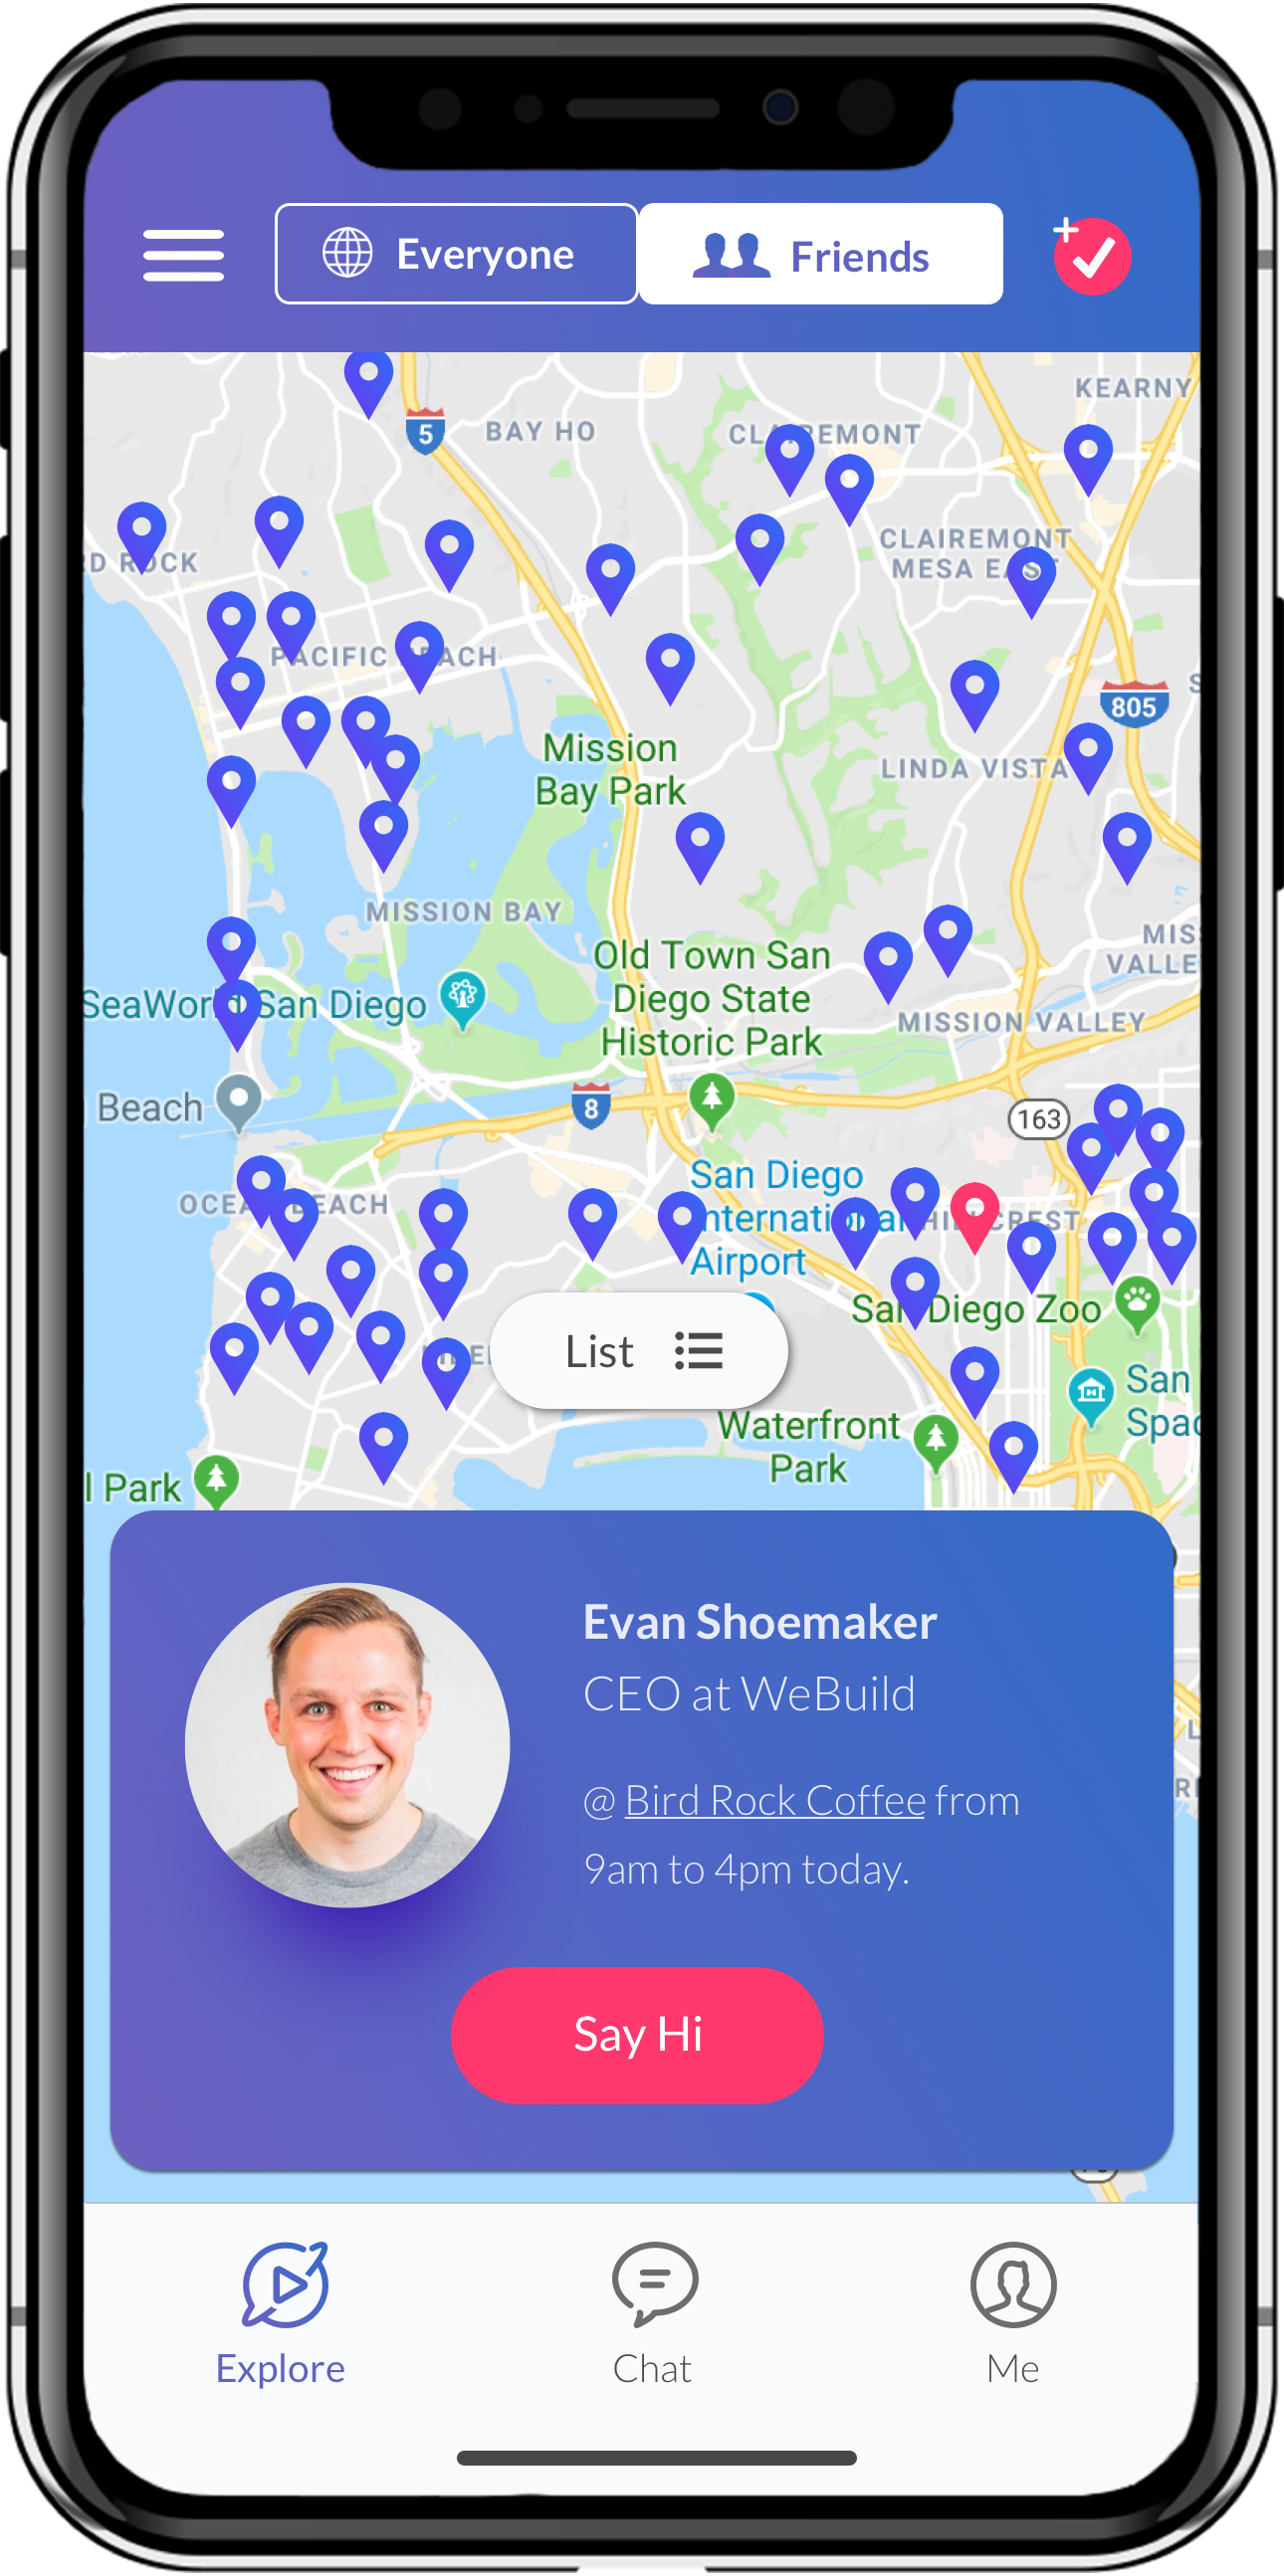 Everyone
Friends
KEARNY
5
BAY HO
CLAIREMONT
CLAIREMONT
MESA EAST
RD ROCK
PACIFIC BEACH
805
Mission
Bay Park
LINDA VISTA
MISSION BAY
MISS
VALLE
Old Town San
Diego State
Historic Park
SeaWorld San Diego
MISSION VALLEY
Beach
8
163
San Diego
International
Airport
OCEAN BEACH
HILLCREST
San Diego Zoo
List
San
Spac
Waterfront
Park
l Park
Evan Shoemaker
CEO at WeBuild
@ Bird Rock Coffee from
9am to 4pm today.
Say Hi
Explore
Chat
Me